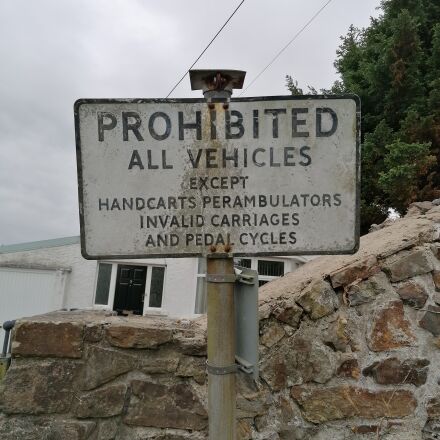 PROHIBITED
ALL VEHICLES
EXCEPT
HANDCARTS PERAMBULATORS
INVALID CARRIAGES
AND PEDAL CYCLES